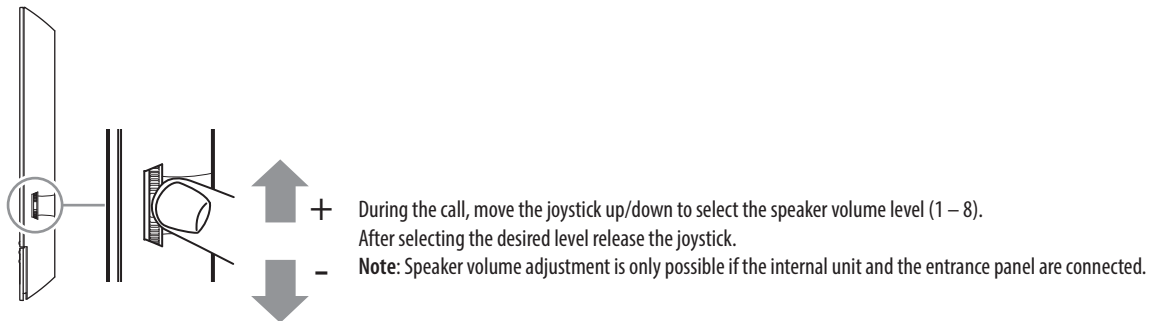 +
During the call, move the joystick up/down to select the speaker volume level (1 – 8).
After selecting the desired level release the joystick.
-
Note: Speaker volume adjustment is only possible if the internal unit and the entrance panel are connected.